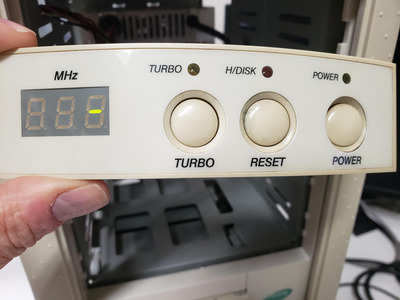 MHz
TURBO
H/DISK
POWER
TURBO
RESET
POWER